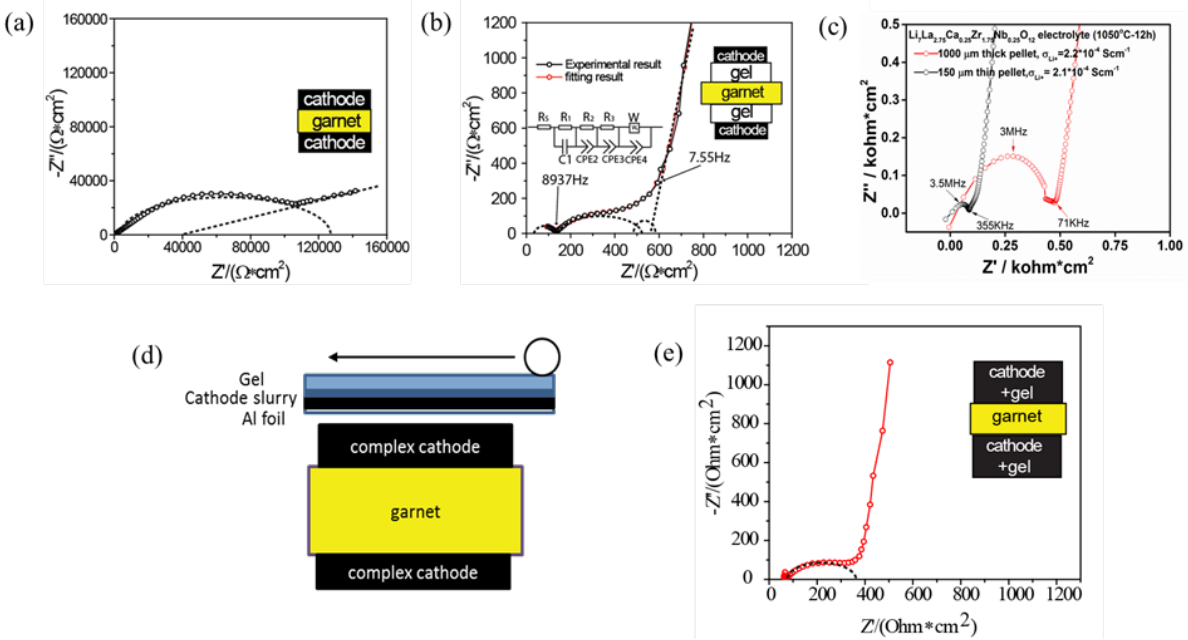 (a)
160000
120000
80000
40000
0
-Z''/(Ω*cm²)
0 40000 80000 120000 160000
Z'/(Ω*cm²)
cathode
garnet
cathode
(b)
1200
1000
800
600
400
200
0
-Z''/(Ω*cm²)
0 200 400 600 800 1000 1200
Z'/(Ω*cm²)
Experimental result
fitting result
R₅ R₁ R₂ R₃ W
C1 CPE2 CPE3 CPE4
8937Hz
7.55Hz
cathode
gel
garnet
gel
cathode
(c)
Li₇La₂.₇₅Ca₀.₂₅Zr₁.₇₅Nb₀.₂₅O₁₂ electrolyte (1050°C-12h)
1000 μm thick pellet, σLi+=2.2*10⁻⁴ Scm⁻¹
150 μm thin pellet,σLi+= 2.1*10⁻⁴ Scm⁻¹
0.5
0.4
0.3
0.2
0.1
0.0
Z'' / kohm*cm²
3MHz
3.5MHz
355KHz
71KHz
0.00 0.25 0.50 0.75 1.00
Z' / kohm*cm²
(d)
Gel
Cathode slurry
Al foil
complex cathode
garnet
complex cathode
(e)
1200
1000
800
600
400
200
0
-Z'/(Ohm*cm²)
0 200 400 600 800 1000 1200
Z'/(Ohm*cm²)
cathode
+gel
garnet
cathode
+gel